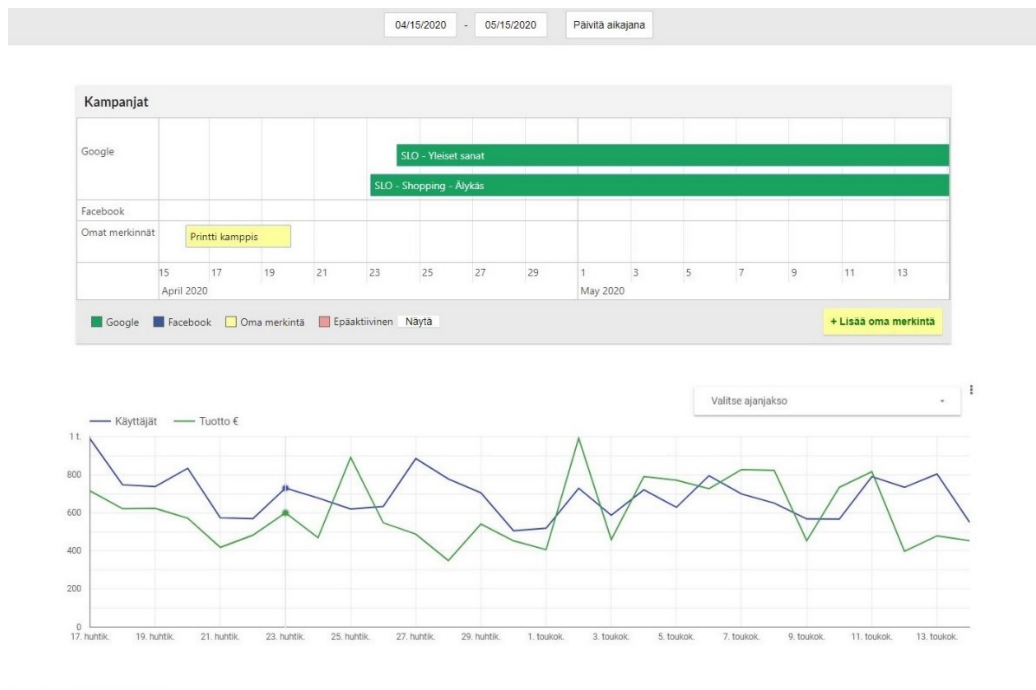 04/15/2020 - 05/15/2020 Päivitä aikajana
Kampanjat
Google
SLO - Yleiset sanat
SLO - Shopping - Älykäs
Facebook
Omat merkinnät
Printti kamppis
15 17 19 21 23 25 27 29 1 3 5 7 9 11 13
April 2020 May 2020
Google Facebook Oma merkintä Epäaktiivinen Näytä + Lisää oma merkintä
Valitse ajanjakso
Käyttäjät Tuotto €
1 t.
800
600
400
200
0
17. huhtik. 19. huhtik. 21. huhtik. 23. huhtik. 25. huhtik. 27. huhtik. 29. huhtik. 1. toukok. 3. toukok. 5. toukok. 7. toukok. 9. toukok. 11. toukok. 13. toukok.